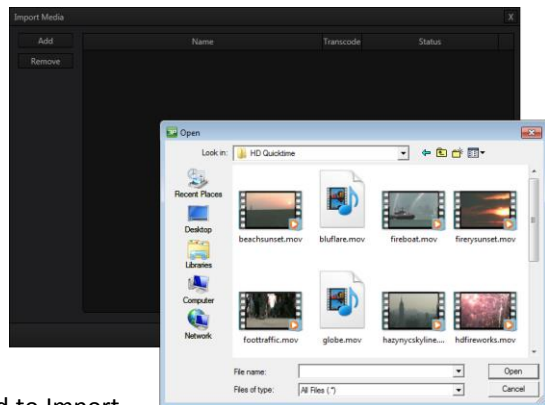 Import Media X
Add Name Transcode Status
Remove
Open
Look in: HD Quicktime
Recent Places
Desktop
Libraries
Computer
Network
beachsunset.mov bluflare.mov fireboat.mov firerysunset.mov
foottraffic.mov globe.mov hazynycskyline.... hdfireworks.mov
File name: Open
Files of type: All Files (*) Cancel
d to Import